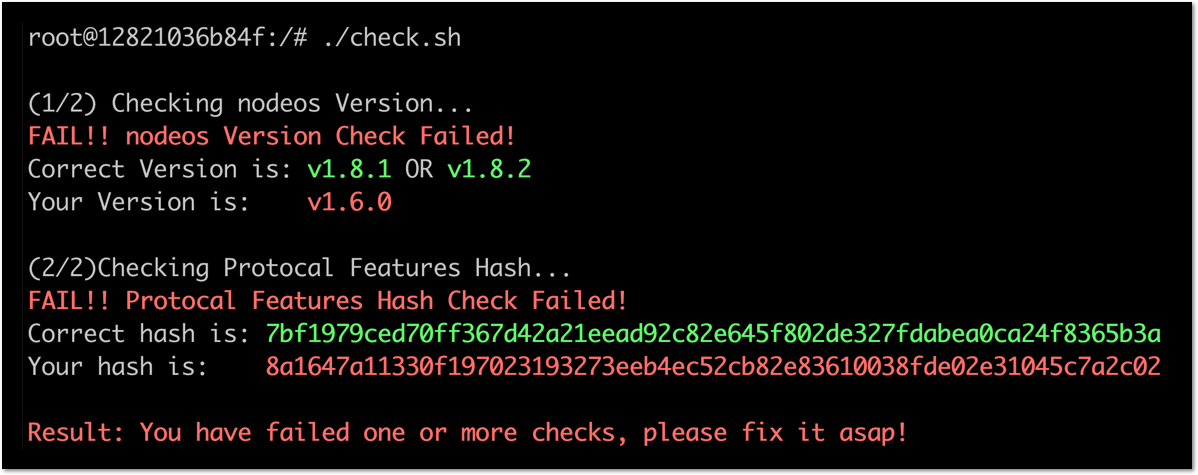 root@12821036b84f:/# ./check.sh
(1/2) Checking nodeos Version...
FAIL!! nodeos Version Check Failed!
Correct Version is: v1.8.1 OR v1.8.2
Your Version is:    v1.6.0
(2/2)Checking Protocal Features Hash...
FAIL!! Protocal Features Hash Check Failed!
Correct hash is: 7bf1979ced70ff367d42a21eead92c82e645f802de327fdabea0ca24f8365b3a
Your hash is:    8a1647a11330f197023193273eeb4ec52cb82e83610038fde02e31045c7a2c02
Result: You have failed one or more checks, please fix it asap!